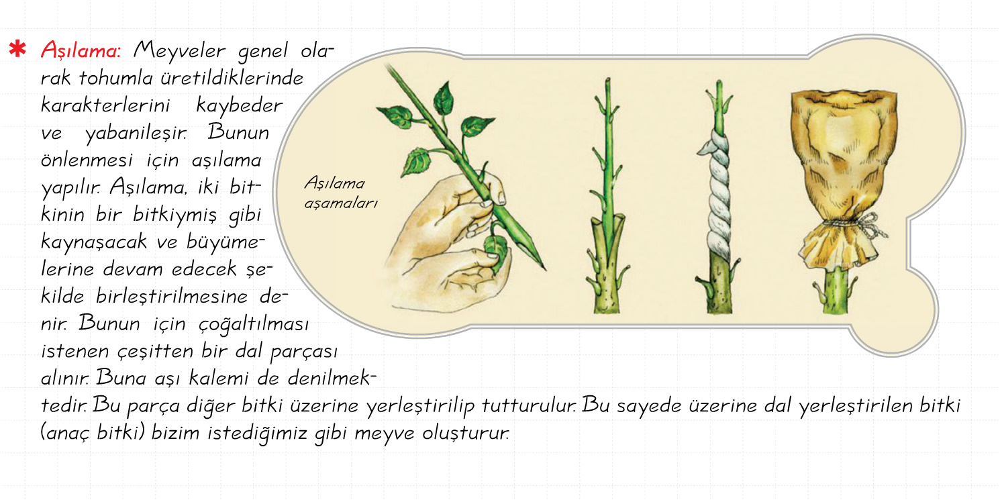 * Aşılama: Meyveler genel ola-
rak tohumla üretildiklerinde
karakterlerini kaybeder
ve yabanileşir. Bunun
önlenmesi için aşılama
yapılır. Aşılama, iki bit-
kinin bir bitkiymiş gibi
kaynaşacak ve büyüme-
lerine devam edecek şe-
kilde birleştirilmesine de-
nir. Bunun için çoğaltılması
istenen çeşitten bir dal parçası
alınır. Buna aşı kalemi de denilmek-
tedir. Bu parça diğer bitki üzerine yerleştirilip tutturulur. Bu sayede üzerine dal yerleştirilen bitki
(anaç bitki) bizim istediğimiz gibi meyve oluşturur.
Aşılama
aşamaları